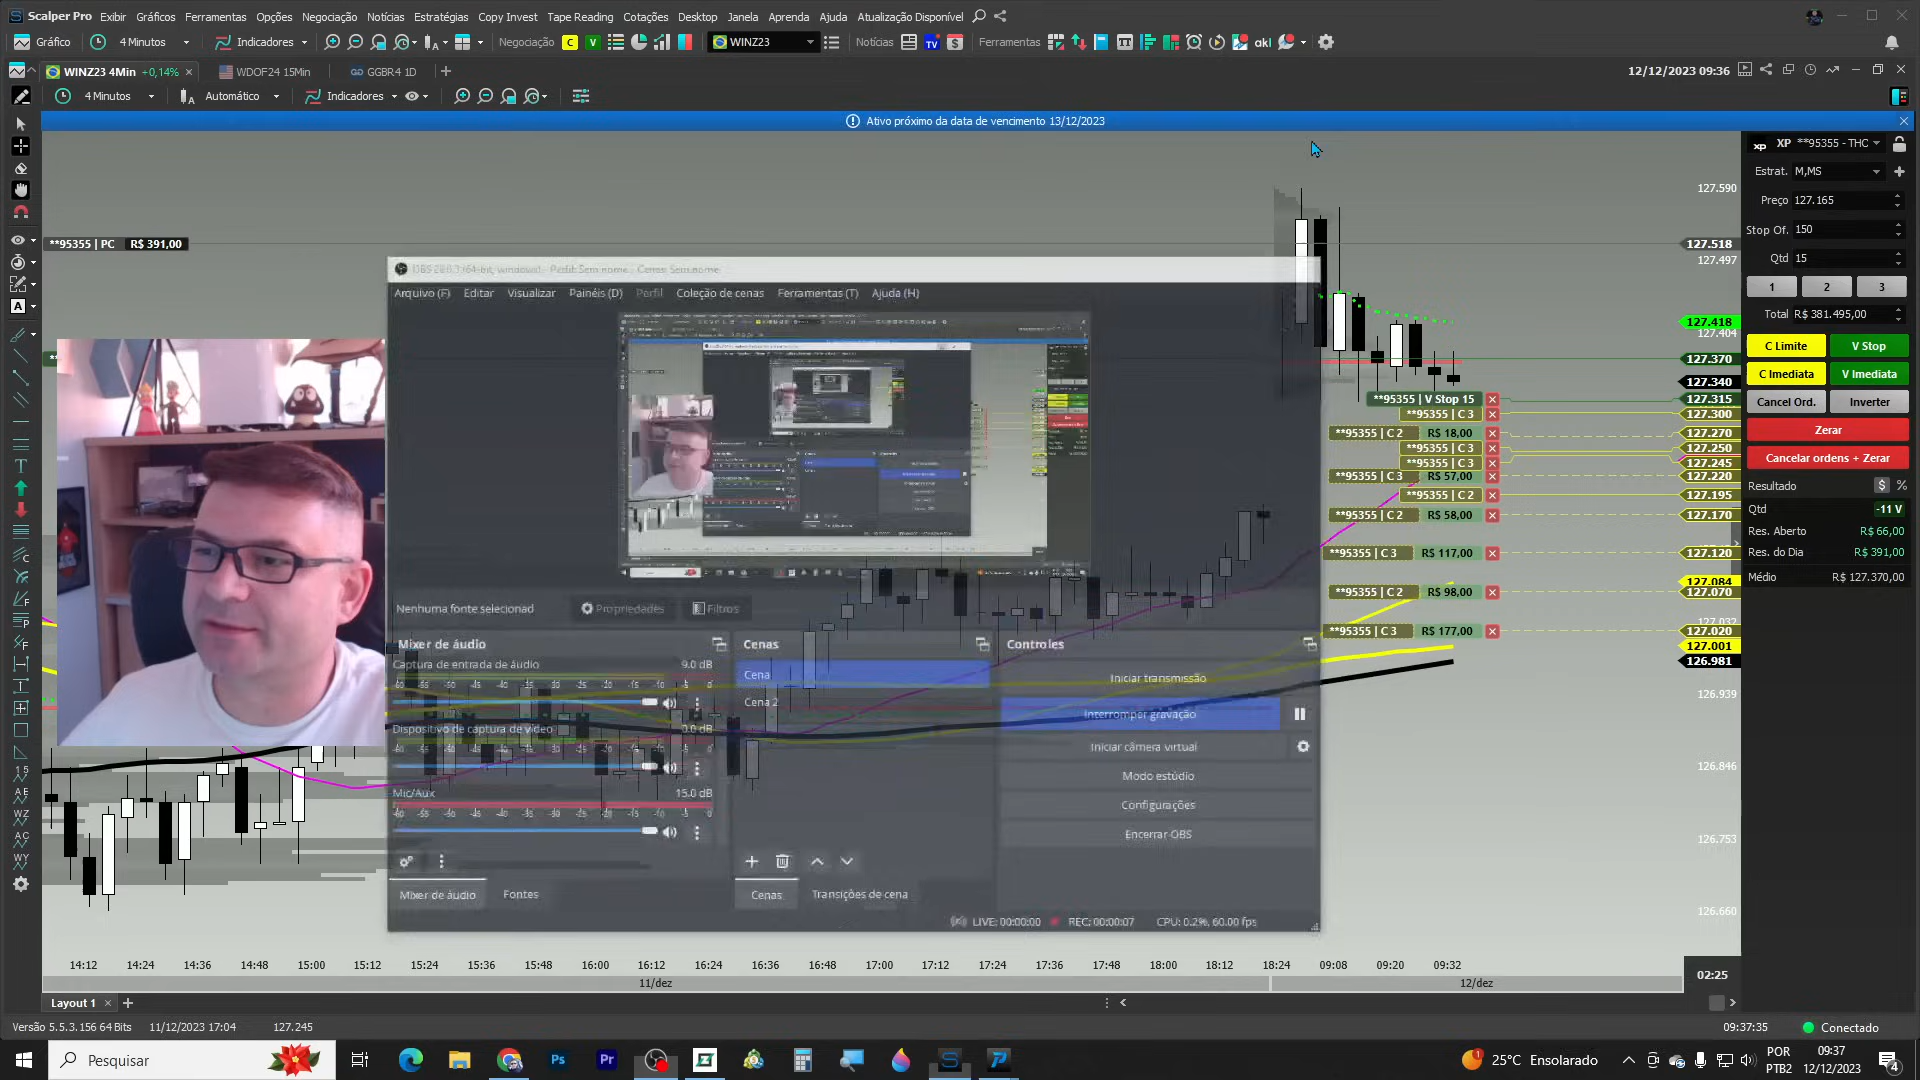 Scalper Pro Exibir Gráficos Ferramentas Opções Negociação Notícias Estratégias Copy Invest Tape Reading Cotações Desktop Janela Aprenda Ajuda Atualização Disponível
Gráfico 4 Minutos Indicadores Negociação C V WINZ23 Notícias TV $ Ferramentas akl
WINZ23 4Min +0,14% WDOF24 15Min GGBR4 1D 12/12/2023 09:36
4 Minutos Automático Indicadores
Ativo próximo da data de vencimento 13/12/2023
XP **95355 - THC
Estrat. M,MS
Preço 127.165
Stop Of. 150
Qtd 15
1 2 3
Total R$ 381.495,00
C Limite V Stop
C Imediata V Imediata
Cancel Ord. Inverter
Zerar
Cancelar ordens + Zerar
Resultado $ %
Qtd -11 V
Res. Aberto R$ 66,00
Res. do Dia R$ 391,00
Médio R$ 127.370,00
**95355 | PC R$ 391,00
127.590
127.518
127.497
127.418
127.404
127.370
127.340
**95355 | V Stop 15 127.315
**95355 | C 3 127.300
**95355 | C 2 R$ 18,00 127.270
**95355 | C 3 127.250
**95355 | C 3 127.245
**95355 | C 3 R$ 57,00 127.220
**95355 | C 2 127.195
**95355 | C 2 R$ 58,00 127.170
**95355 | C 3 R$ 117,00 127.120
127.084
**95355 | C 2 R$ 98,00 127.070
127.032
**95355 | C 3 R$ 177,00 127.020
127.001
126.981
126.939
126.846
126.753
126.660
Arquivo (F) Editar Visualizar Painéis (D) Perfil Coleção de cenas Ferramentas (T) Ajuda (H)
Nenhuma fonte selecionad Propriedades Filtros
Mixer de áudio Cenas Controles
Captura de entrada de áudio 9.0 dB
Dispositivo de captura de vídeo 0.0 dB
Mic/Aux 15.0 dB
Cena
Cena 2
Iniciar transmissão
Interromper gravação
Iniciar câmera virtual
Modo estúdio
Configurações
Encerrar OBS
Mixer de áudio Fontes Cenas Transições de cena
LIVE: 00:00:00 REC: 00:00:07 CPU: 0.2%, 60.00 fps
14:12 14:24 14:36 14:48 15:00 15:12 15:24 15:36 15:48 16:00 16:12 16:24 16:36 16:48 17:00 17:12 17:24 17:36 17:48 18:00 18:12 18:24 09:08 09:20 09:32
11/dez 12/dez
02:25
Layout 1
Versão 5.5.3.156 64 Bits 11/12/2023 17:04 127.245 09:37:35 Conectado
Pesquisar Ps Pr 25°C Ensolarado POR PTB2 09:37 12/12/2023 4